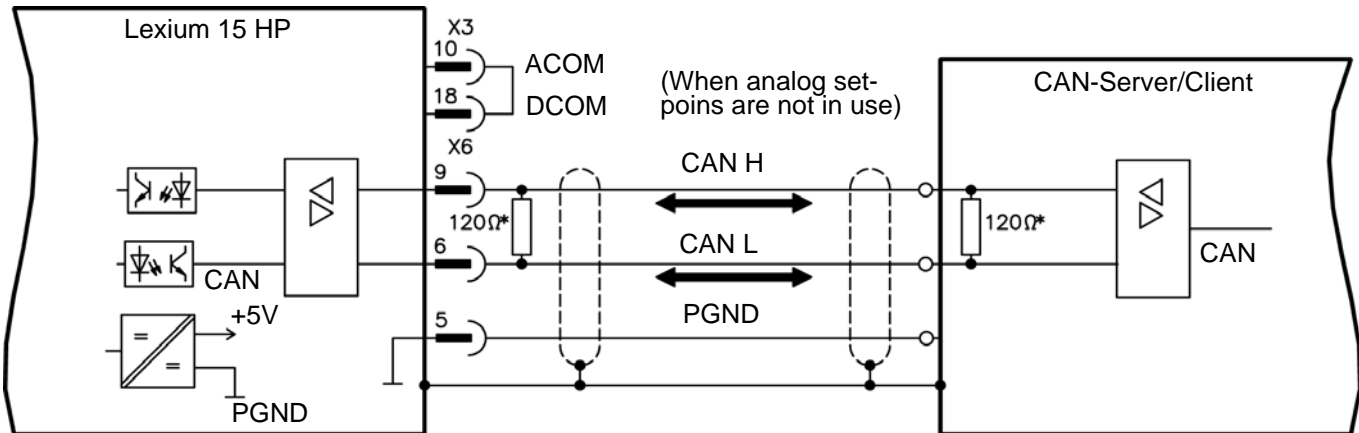 Lexium 15 HP
X3
10
ACOM
18
DCOM
(When analog set-
poins are not in use)
CAN-Server/Client
X6
9
CAN H
120Ω*
120Ω*
6
CAN L
CAN
CAN
+5V
5
PGND
PGND
=
=